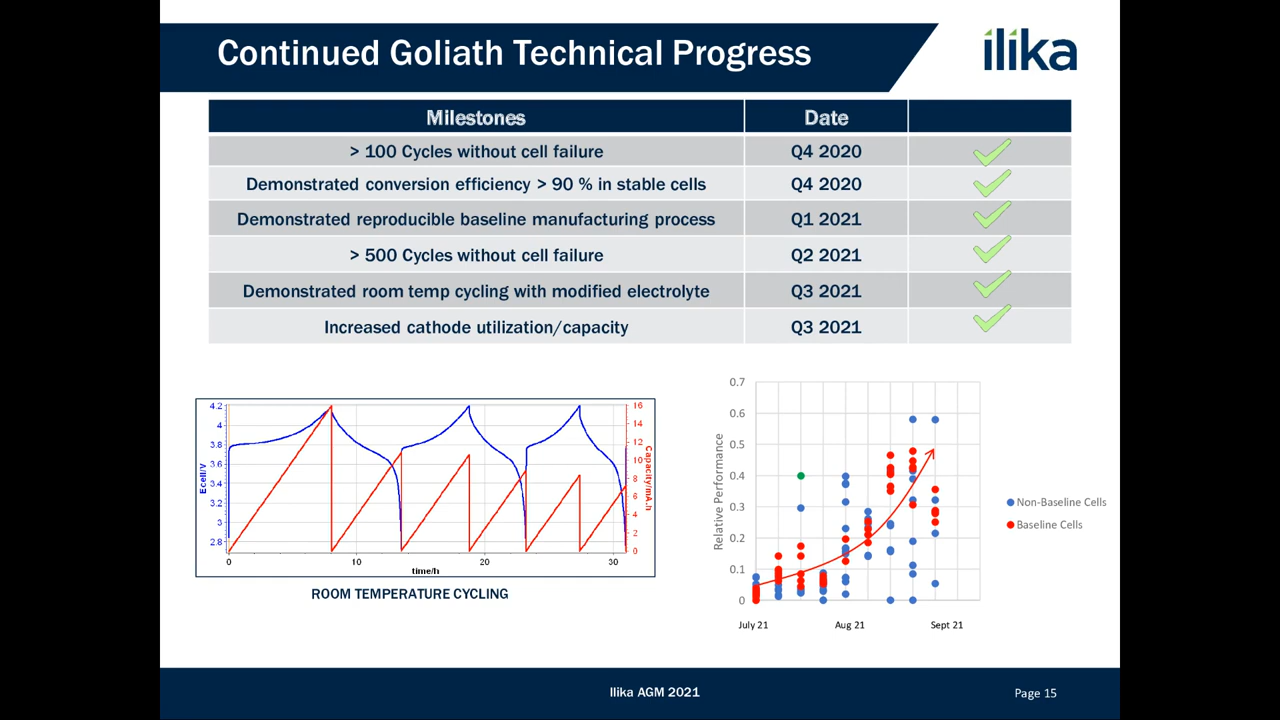 Continued Goliath Technical Progress
ilika
Milestones Date
> 100 Cycles without cell failure Q4 2020
Demonstrated conversion efficiency > 90 % in stable cells Q4 2020
Demonstrated reproducible baseline manufacturing process Q1 2021
> 500 Cycles without cell failure Q2 2021
Demonstrated room temp cycling with modified electrolyte Q3 2021
Increased cathode utilization/capacity Q3 2021
Ecell/V
4.2
4
3.8
3.6
3.4
3.2
3
2.8
0 10 20 30
time/h
16
14
12
10
8
6
4
2
0
Capacity/mA.h
ROOM TEMPERATURE CYCLING
Relative Performance
0.7
0.6
0.5
0.4
0.3
0.2
0.1
0
July 21 Aug 21 Sept 21
Non-Baseline Cells
Baseline Cells
Ilika AGM 2021
Page 15